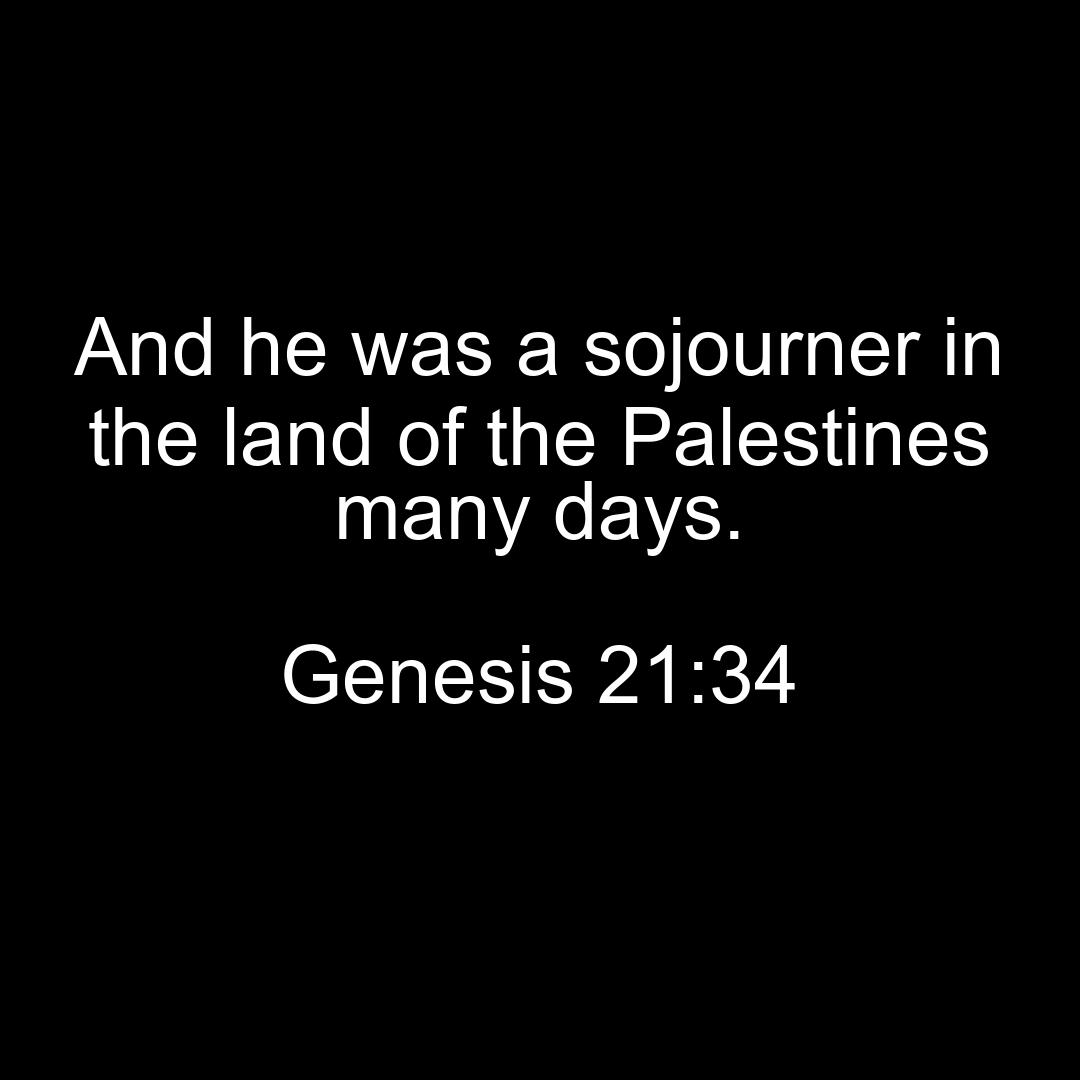 And he was a sojourner in
the land of the Palestines
many days.
Genesis 21:34